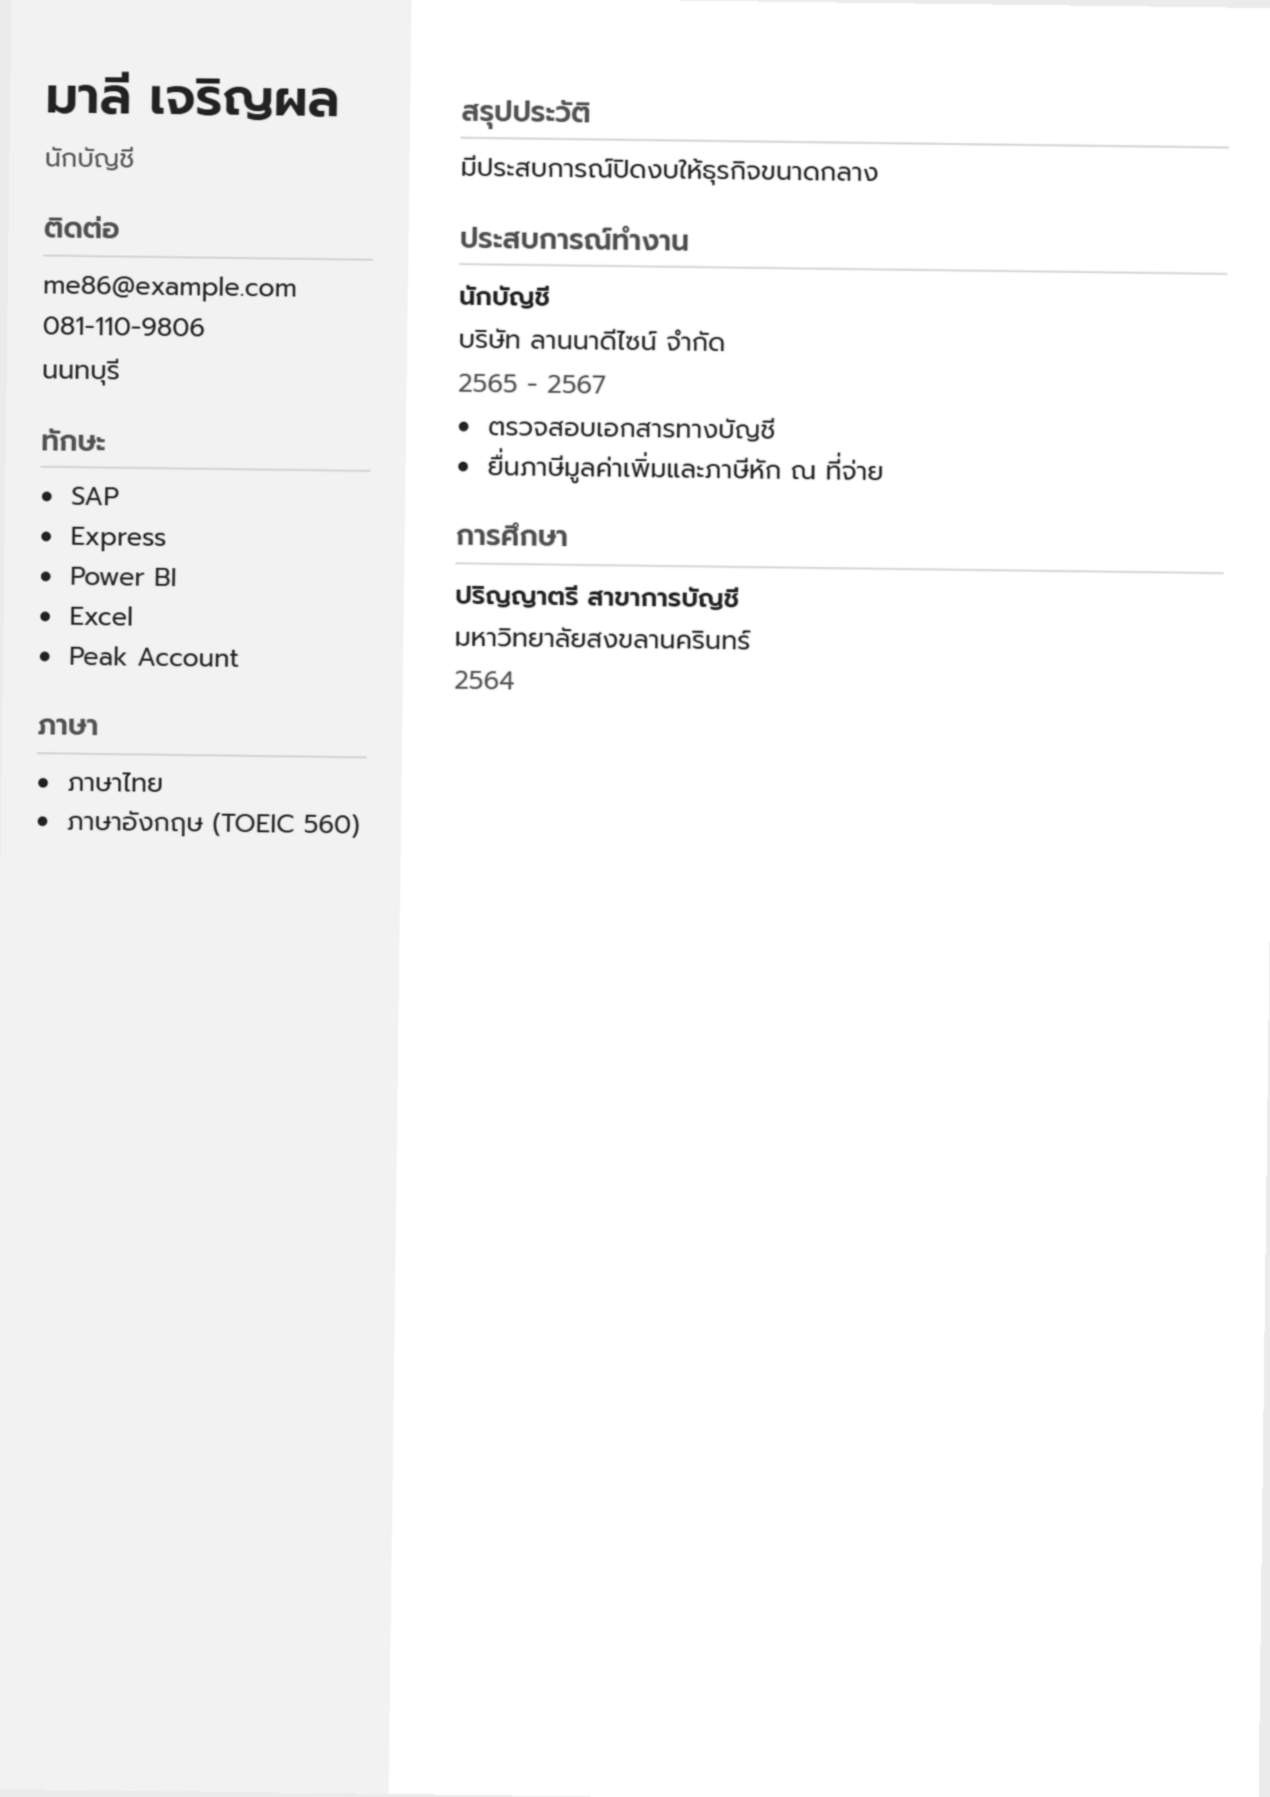 มาลี เจริญผล
นักบัญชี
ติดต่อ
me86@example.com
081-110-9806
นนทบุรี
ทักษะ
SAP
Express
Power BI
Excel
Peak Account
ภาษา
ภาษาไทย
ภาษาอังกฤษ (TOEIC 560)
สรุปประวัติ
มีประสบการณ์ปิดงบให้ธุรกิจขนาดกลาง
ประสบการณ์ทำงาน
นักบัญชี
บริษัท ลานนาดีไซน์ จำกัด
2565 - 2567
ตรวจสอบเอกสารทางบัญชี
ยื่นภาษีมูลค่าเพิ่มและภาษีหัก ณ ที่จ่าย
การศึกษา
ปริญญาตรี สาขาการบัญชี
มหาวิทยาลัยสงขลานครินทร์
2564